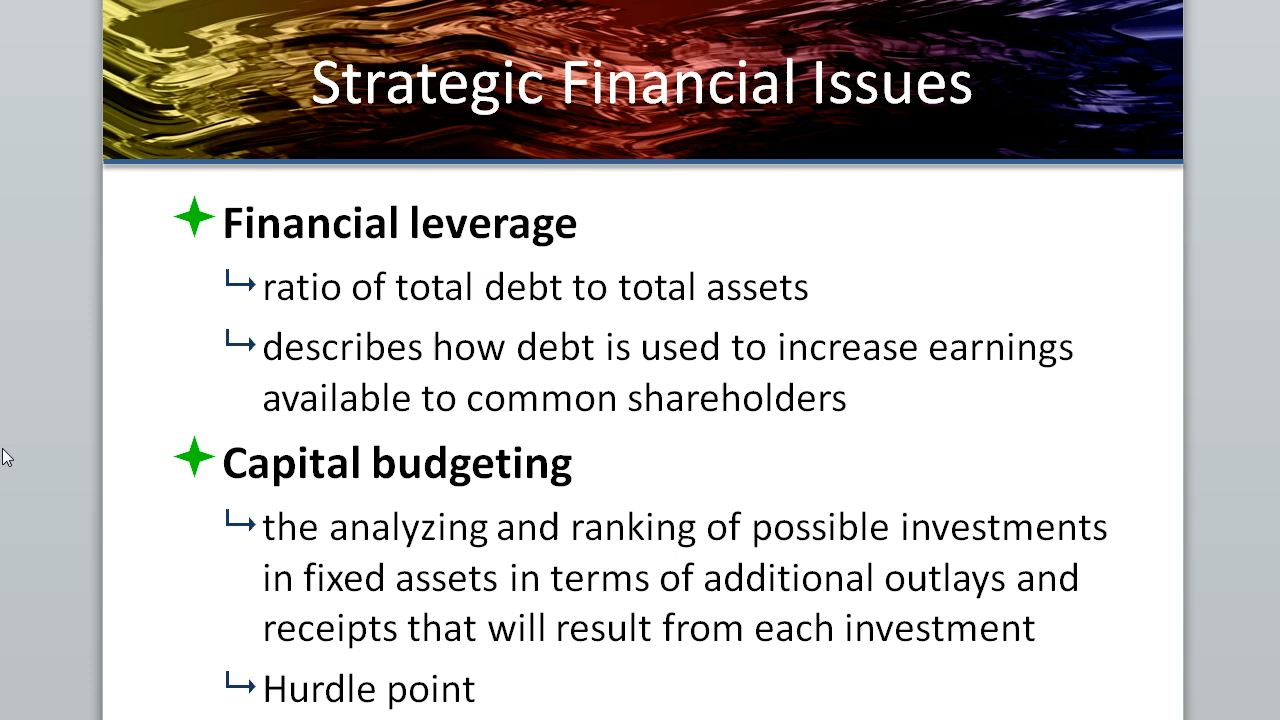 Strategic Financial Issues
Financial leverage
ratio of total debt to total assets
describes how debt is used to increase earnings
available to common shareholders
Capital budgeting
the analyzing and ranking of possible investments
in fixed assets in terms of additional outlays and
receipts that will result from each investment
Hurdle point